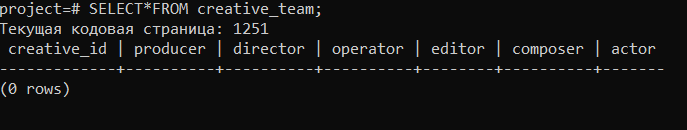 project=# SELECT*FROM creative_team;
Текущая кодовая страница: 1251
 creative_id | producer | director | operator | editor | composer | actor
-------------+----------+----------+----------+--------+----------+-------
(0 rows)